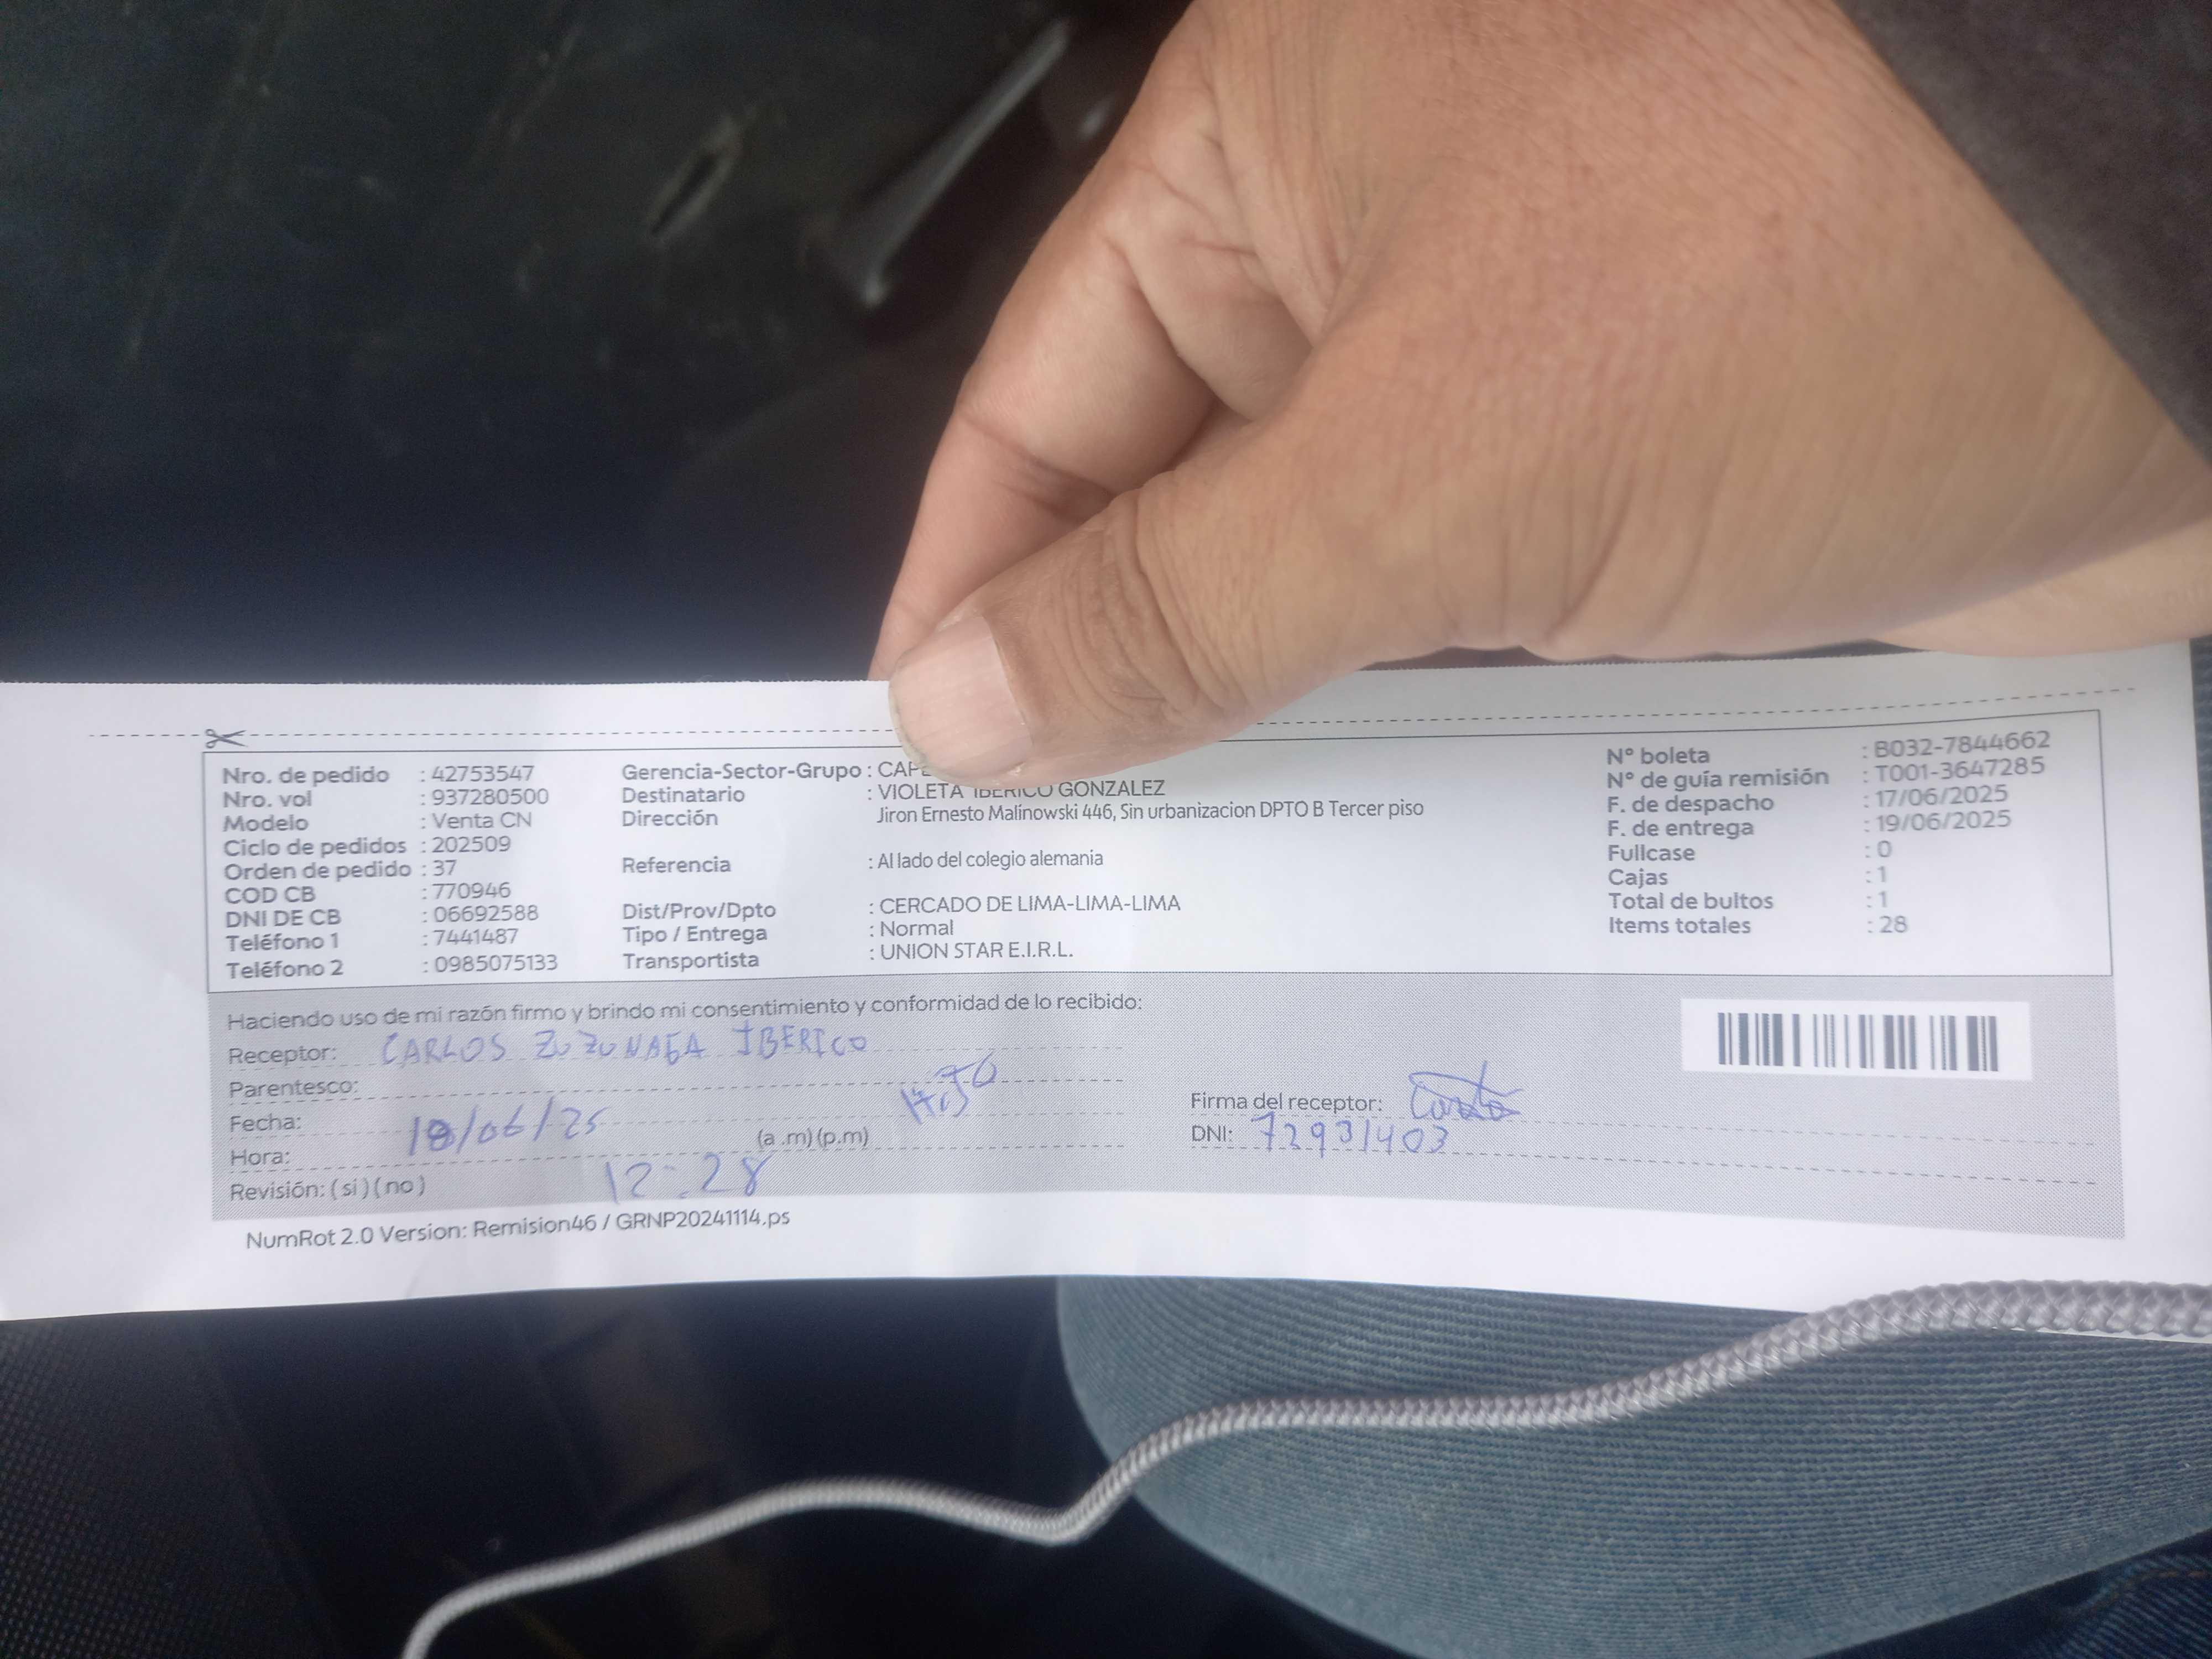 Nro. de pedido : 42753547
Nro. vol : 937280500
Modelo : Venta CN
Ciclo de pedidos : 202509
Orden de pedido : 37
COD CB : 770946
DNI DE CB : 06692588
Teléfono 1 : 7441487
Teléfono 2 : 0985075133
Gerencia-Sector-Grupo :
Destinatario : VIOLETA IBERICO GONZALEZ
Dirección Jiron Ernesto Malinowski 446, Sin urbanizacion DPTO B Tercer piso
Referencia : Al lado del colegio alemania
Dist/Prov/Dpto : CERCADO DE LIMA-LIMA-LIMA
Tipo / Entrega : Normal
Transportista : UNION STAR E.I.R.L.
N° boleta : B032-7844662
N° de guía remisión : T001-3647285
F. de despacho : 17/06/2025
F. de entrega : 19/06/2025
Fullcase : 0
Cajas : 1
Total de bultos : 1
Items totales : 28
Haciendo uso de mi razón firmo y brindo mi consentimiento y conformidad de lo recibido:
Receptor: CARLOS ZUZUNAGA IBERICO
Parentesco:
Fecha: /06/25
Hora: (a .m) (p.m)
12:28
Revisión: ( si ) ( no )
Firma del receptor:
DNI: 72931403
NumRot 2.0 Version: Remision46 / GRNP20241114.ps